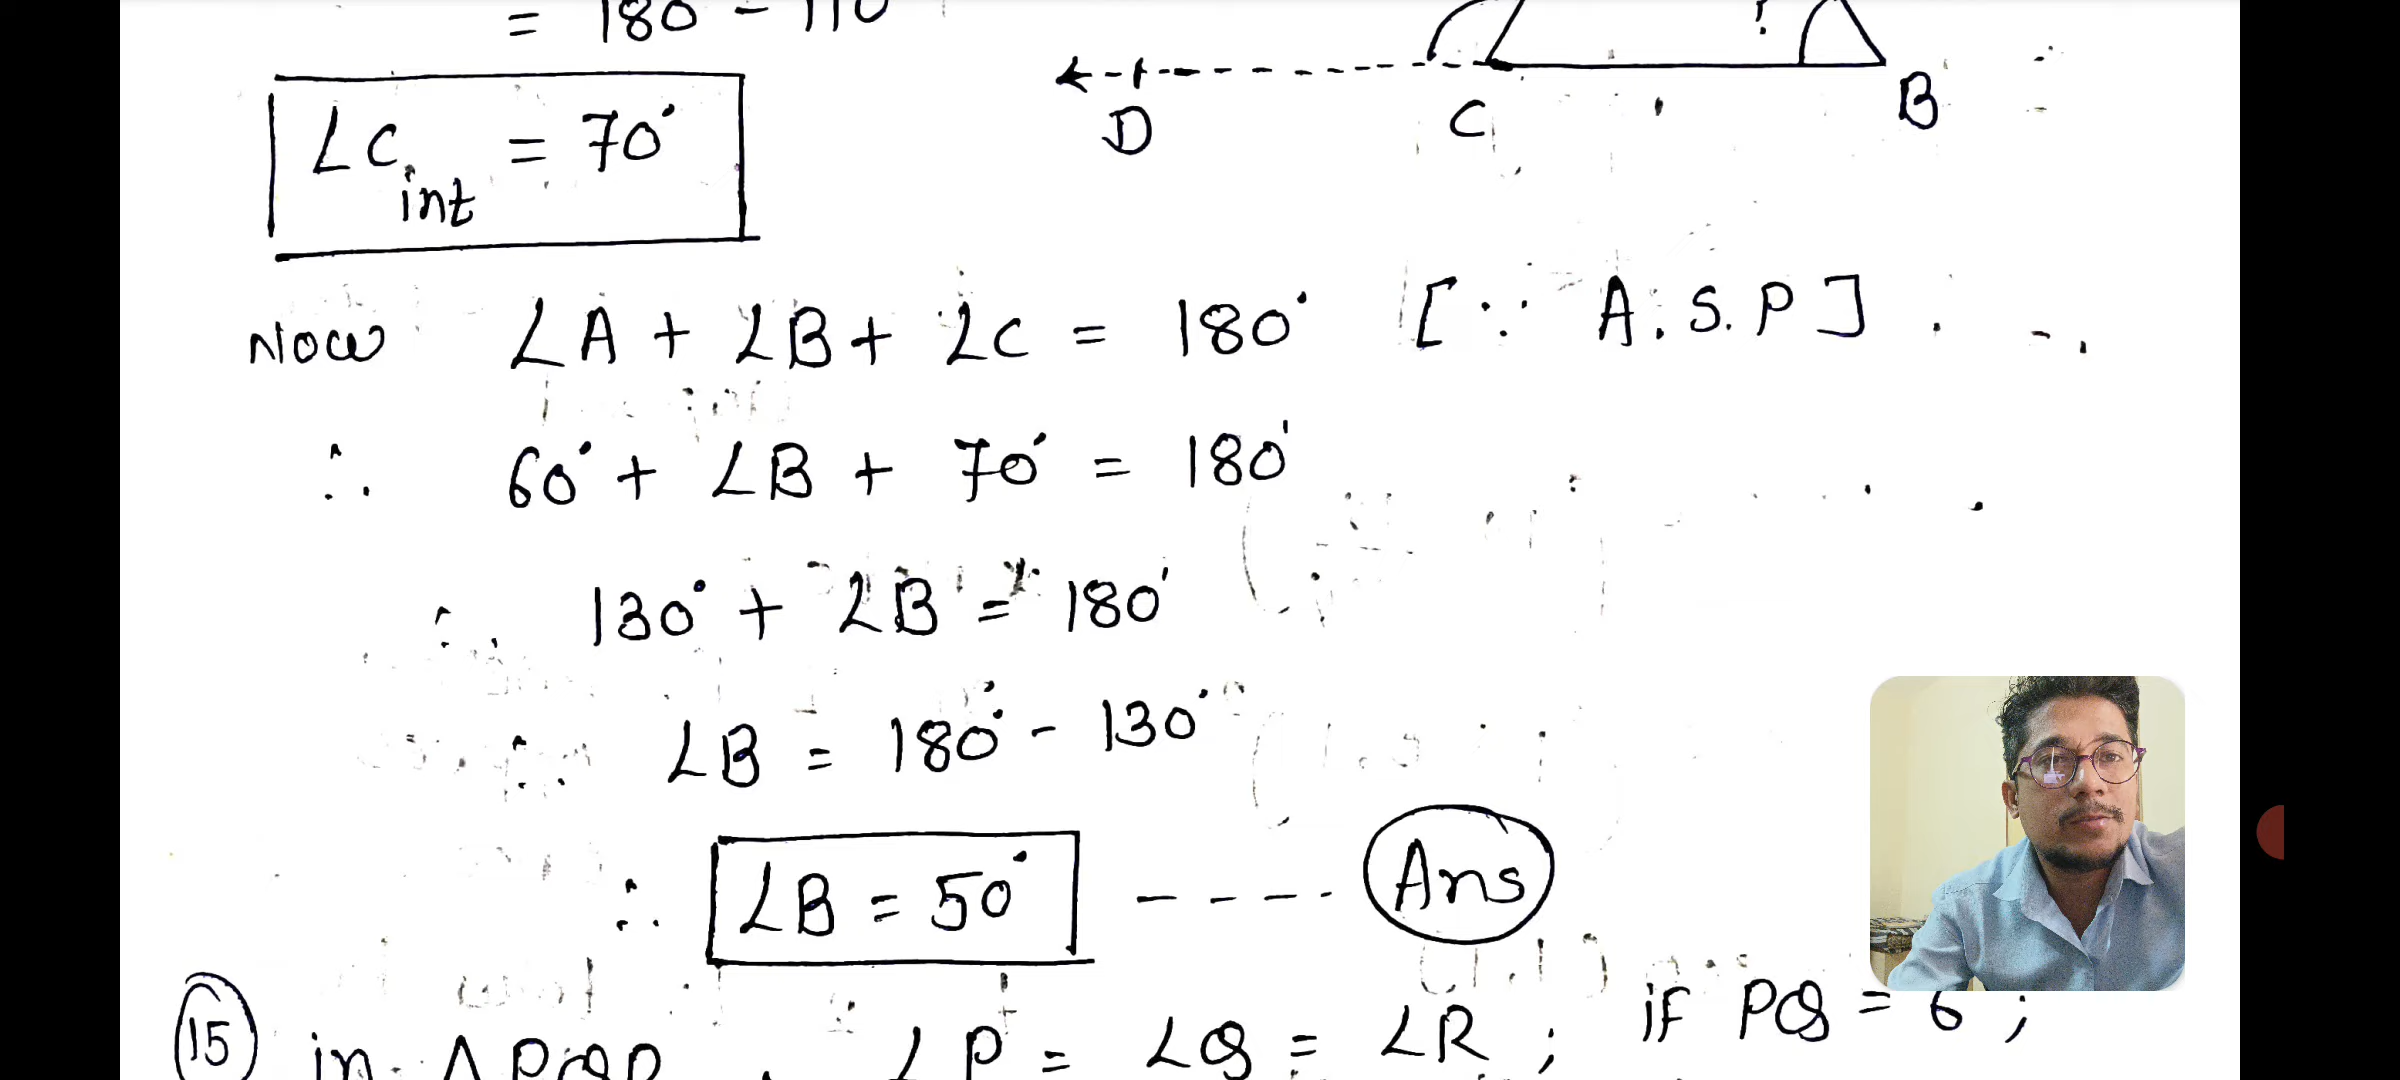 = 180 - 110
D C B
∠C int = 70°
Now ∠A + ∠B + ∠C = 180° [∵ A.S.P]
∴ 60° + ∠B + 70° = 180°
∴ 130° + ∠B = 180°
∴ ∠B = 180° - 130°
∴ ∠B = 50° ---- Ans
15 in ∠P = ∠Q = ∠R ; if PQ = 6 ;